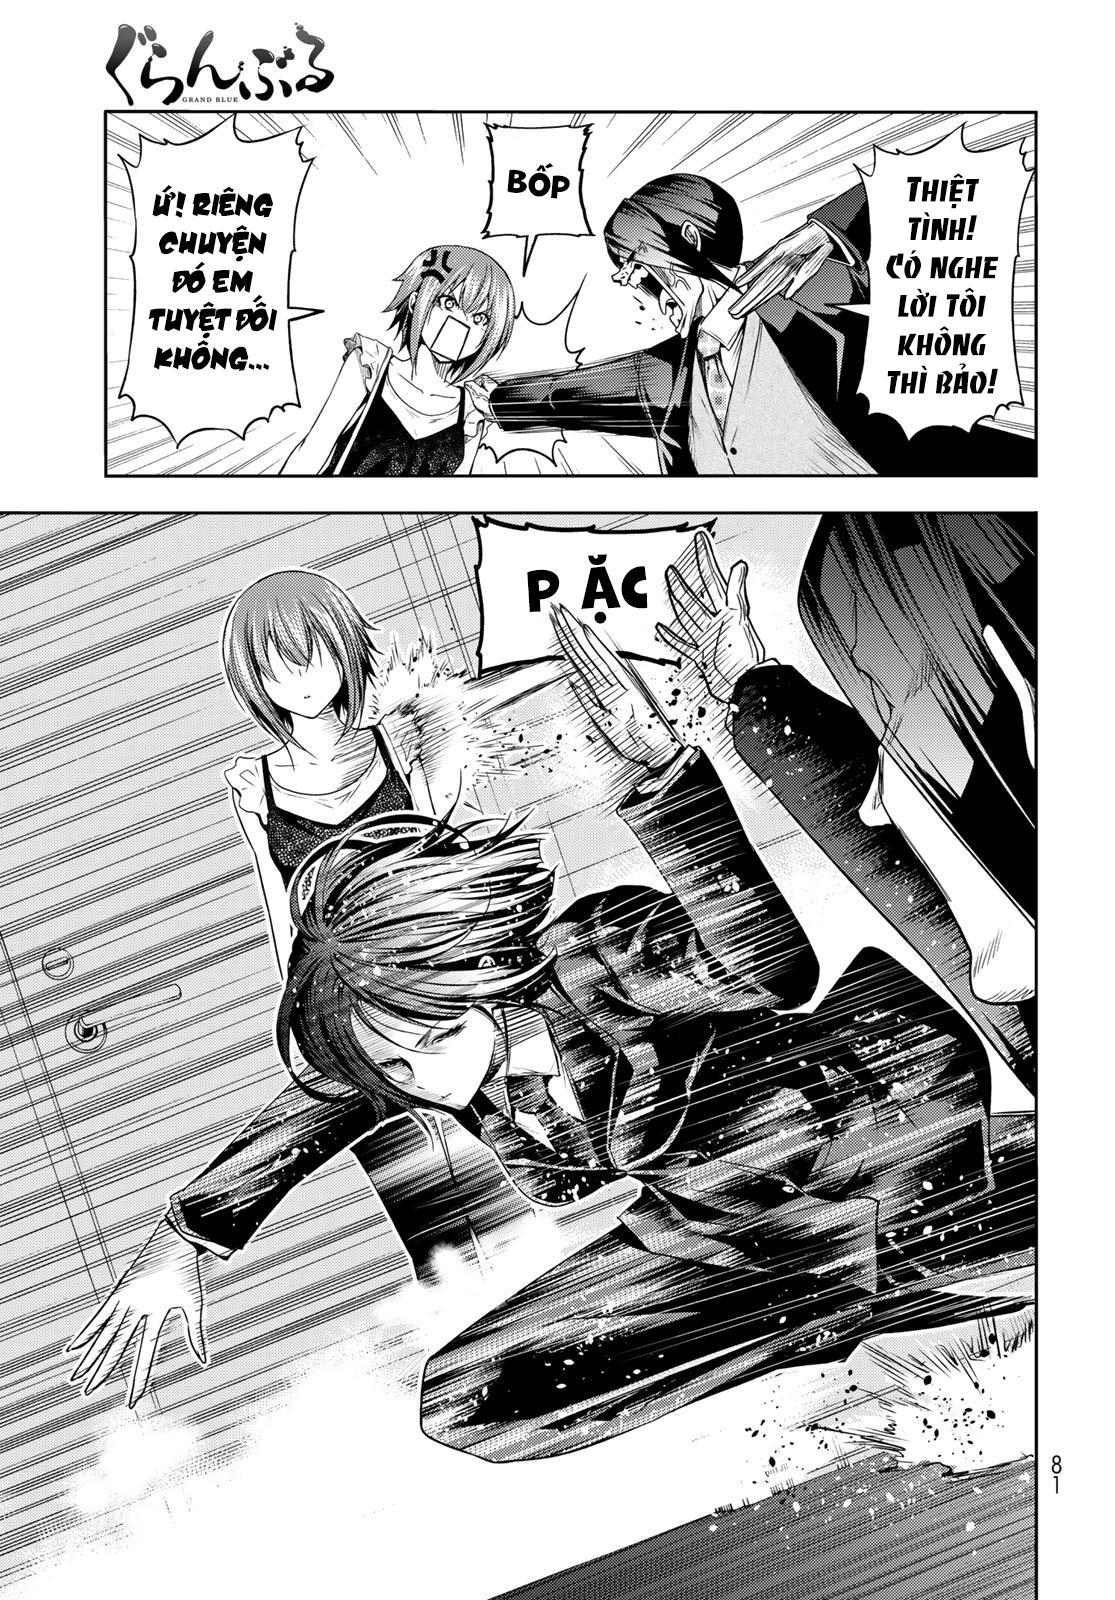 ぐらんぶる
GRAND BLUE
THIỆT
TÌNH!
CÓ NGHE
LỜI TÔI
KHÔNG
THÌ BẢO!
BỐP
Ứ! RIÊNG
CHUYỆN
ĐÓ EM
TUYỆT ĐỐI
KHÔNG...
PẶC
81